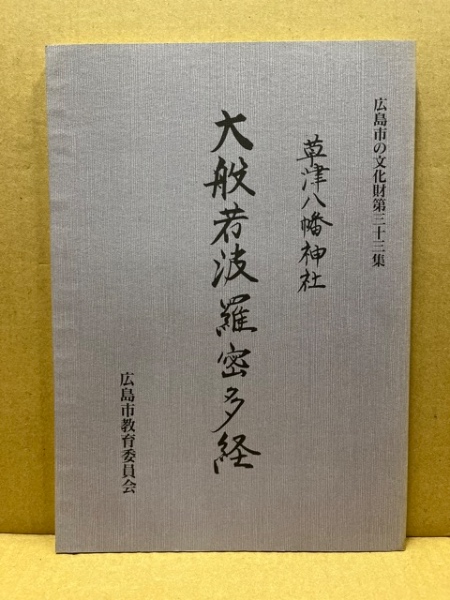 広島市の文化財第三十三集
草津八幡神社
大般若波羅密多経
広島市教育委員会